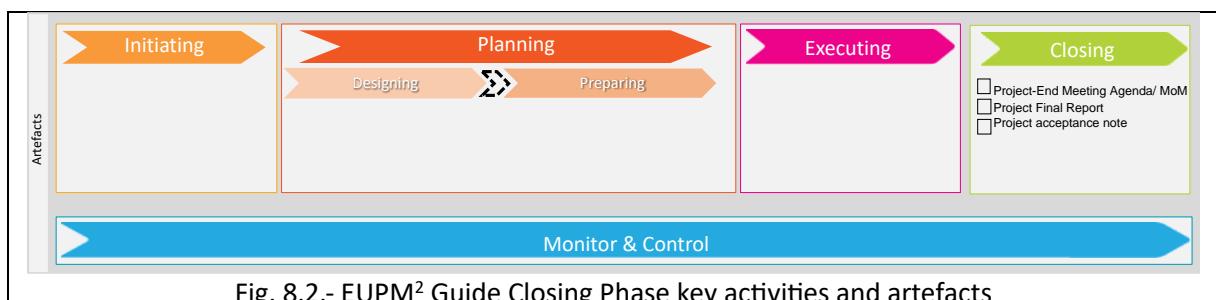 Initiating
Planning
Executing
Closing
Designing
Preparing
Project-End Meeting Agenda/ MoM
Project Final Report
Project acceptance note
Artefacts
Monitor & Control
Fig. 8.2.- EUPM² Guide Closing Phase key activities and artefacts